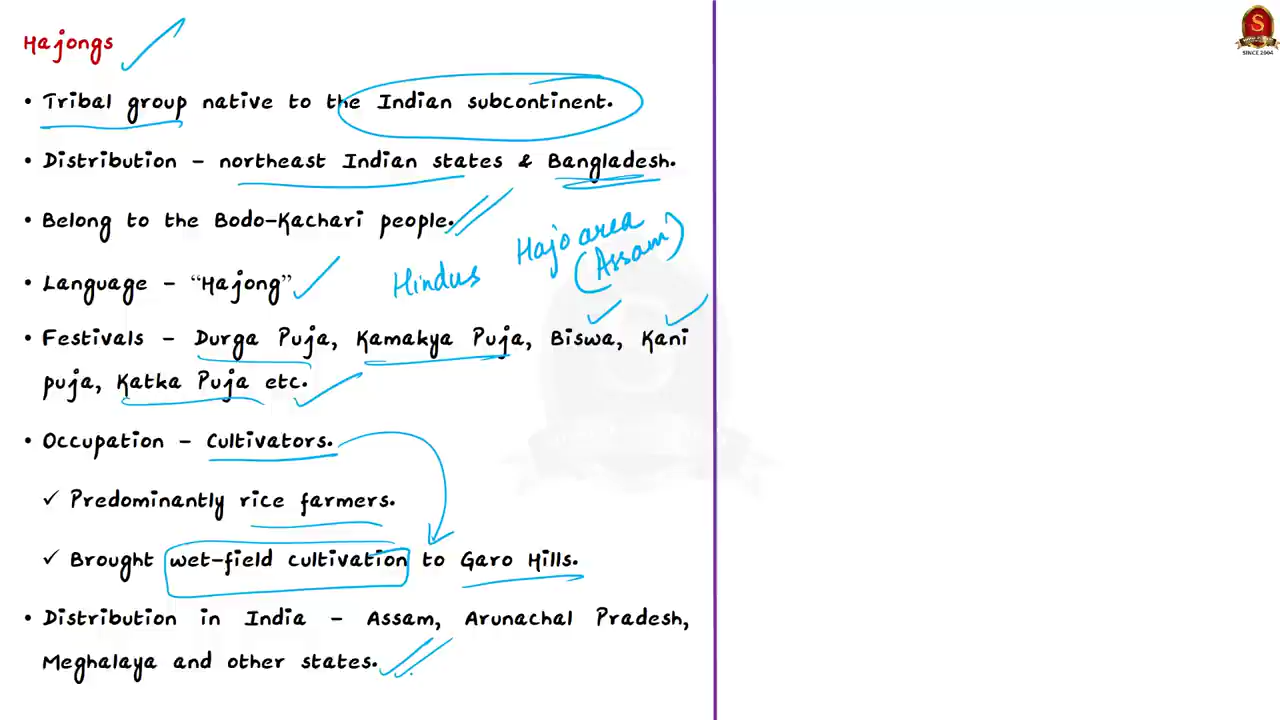 Hajongs
• Tribal group native to the Indian subcontinent.
• Distribution – northeast Indian states & Bangladesh.
• Belong to the Bodo-Kachari people.
Hajo area
(Assam)
• Language – “Hajong”
Hindus
• Festivals – Durga Puja, Kamakya Puja, Biswa, Kani
puja, Katka Puja etc.
• Occupation – Cultivators.
✓ Predominantly rice farmers.
✓ Brought wet-field cultivation to Garo Hills.
• Distribution in India – Assam, Arunachal Pradesh,
Meghalaya and other states.
S
SINCE 2004